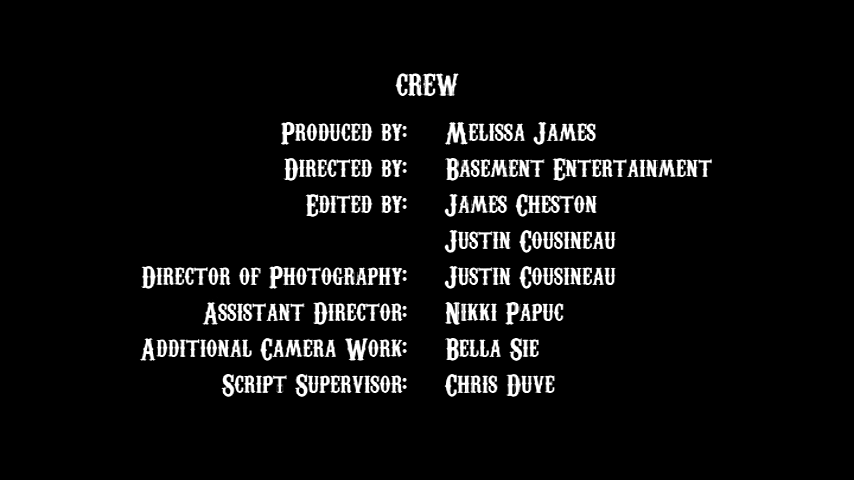 CREW
PRODUCED BY: MELISSA JAMES
DIRECTED BY: BASEMENT ENTERTAINMENT
EDITED BY: JAMES CHESTON
JUSTIN COUSINEAU
DIRECTOR OF PHOTOGRAPHY: JUSTIN COUSINEAU
ASSISTANT DIRECTOR: NIKKI PAPUC
ADDITIONAL CAMERA WORK: BELLA SIE
SCRIPT SUPERVISOR: CHRIS DUVE